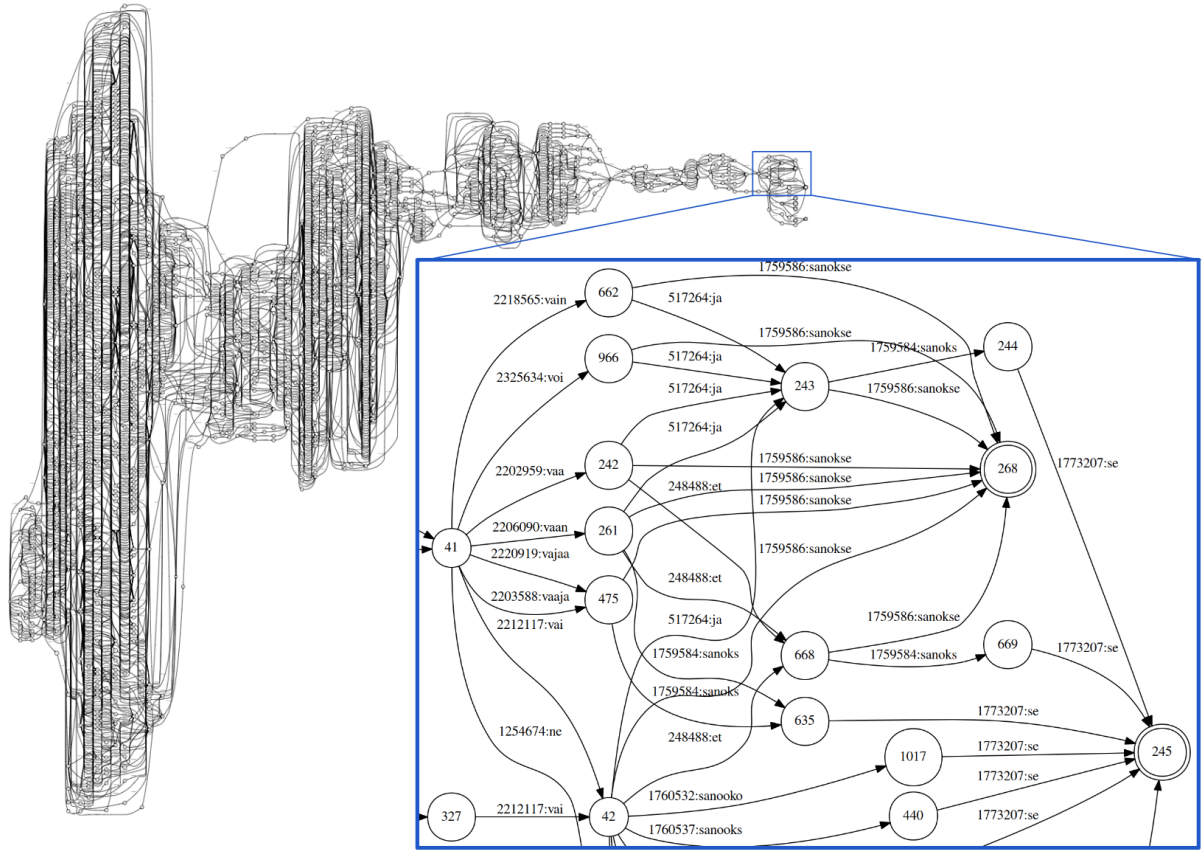 1759586:sanokse
662
2218565:vain
517264:ja
1759586:sanokse
244
966
517264:ja
1759584:sanoks
2325634:voi
243
517264:ja
1759586:sanokse
517264:ja
242
1759586:sanokse
268
1773207:se
2202959:vaa
248488:et
1759586:sanokse
1759586:sanokse
2206090:vaan
261
41
1759586:sanokse
2220919:vajaa
248488:et
2203588:vaaja
475
517264:ja
1759586:sanokse
2212117:vai
1759584:sanoks
668
1759584:sanoks
669
1773207:se
1759584:sanoks
635
1773207:se
1254674:ne
248488:et
1017
1773207:se
245
1773207:se
1760532:sanooko
327
2212117:vai
42
440
1773207:se
1760537:sanooks